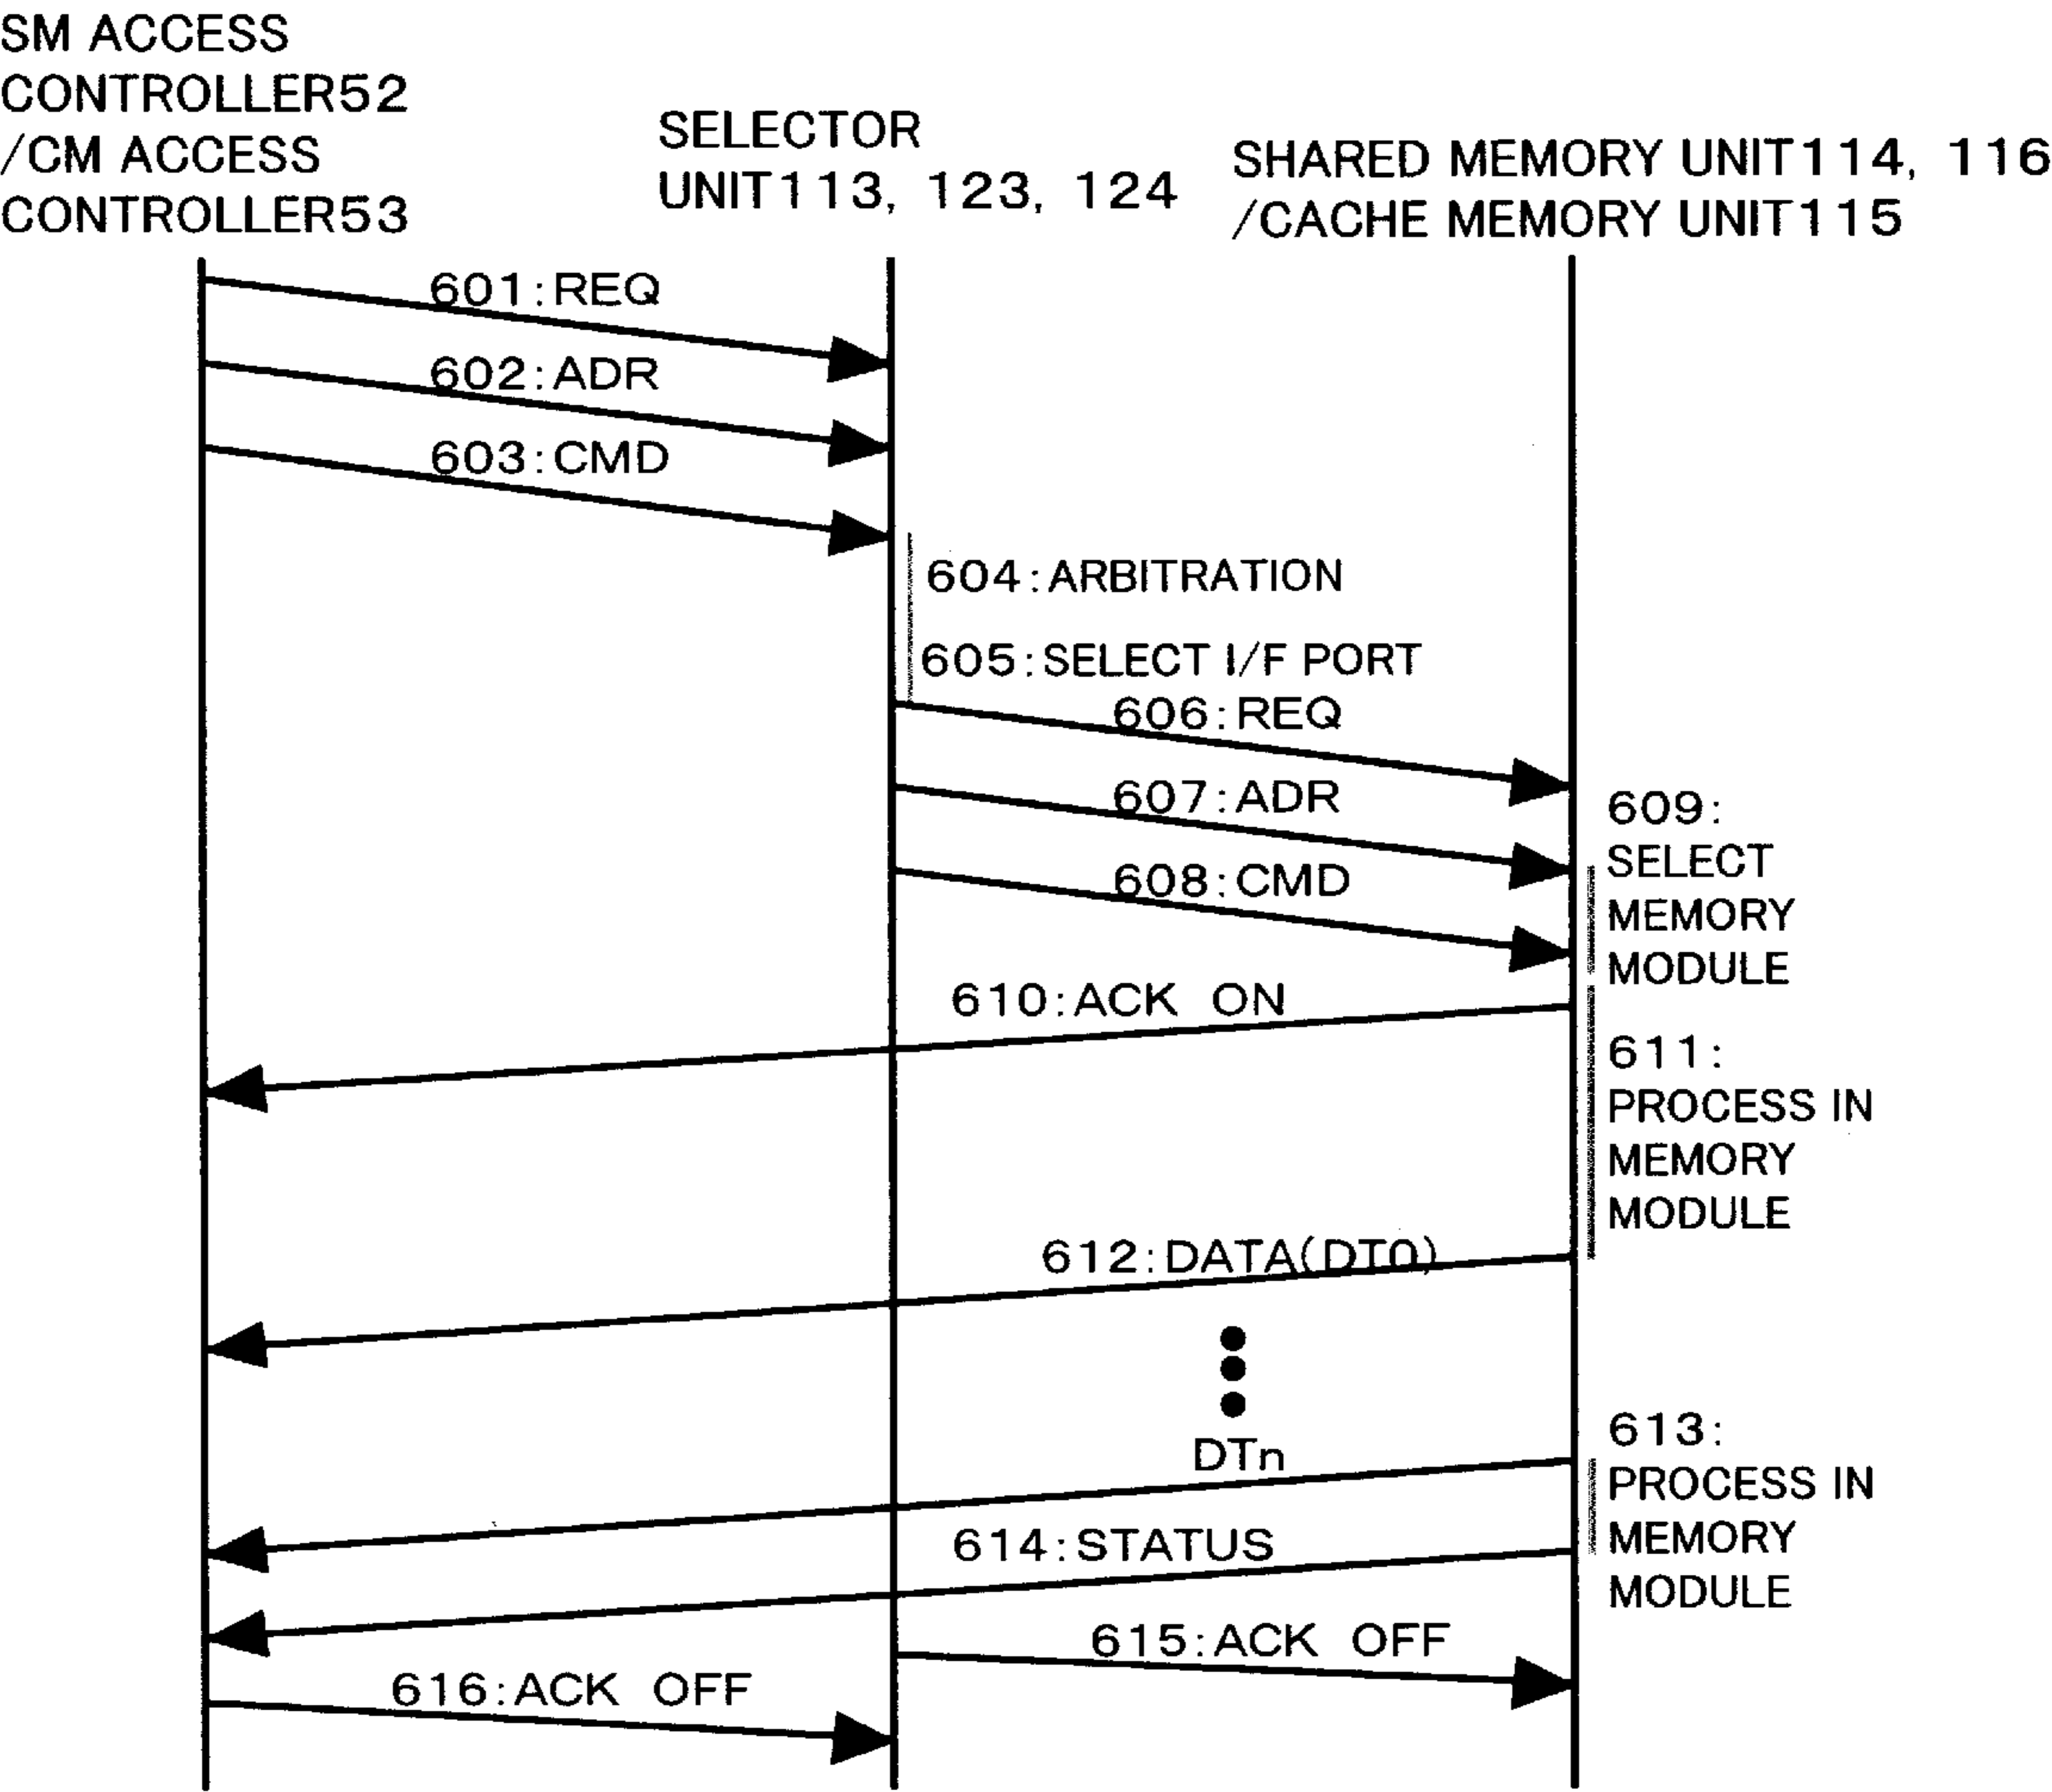 SM ACCESS
CONTROLLER52
/CM ACCESS
CONTROLLER53
SELECTOR
UNIT113, 123, 124
SHARED MEMORY UNIT114, 116
/CACHE MEMORY UNIT115
601:REQ
602:ADR
603:CMD
604:ARBITRATION
605:SELECT I/F PORT
606:REQ
607:ADR
608:CMD
609:
SELECT
MEMORY
MODULE
610:ACK ON
611:
PROCESS IN
MEMORY
MODULE
612:DATA(DT0)
DTn
613:
PROCESS IN
MEMORY
MODULE
614:STATUS
615:ACK OFF
616:ACK OFF